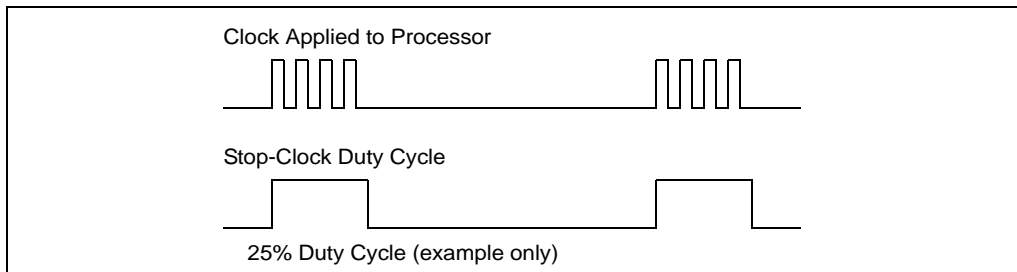 Clock Applied to Processor
Stop-Clock Duty Cycle
25% Duty Cycle (example only)